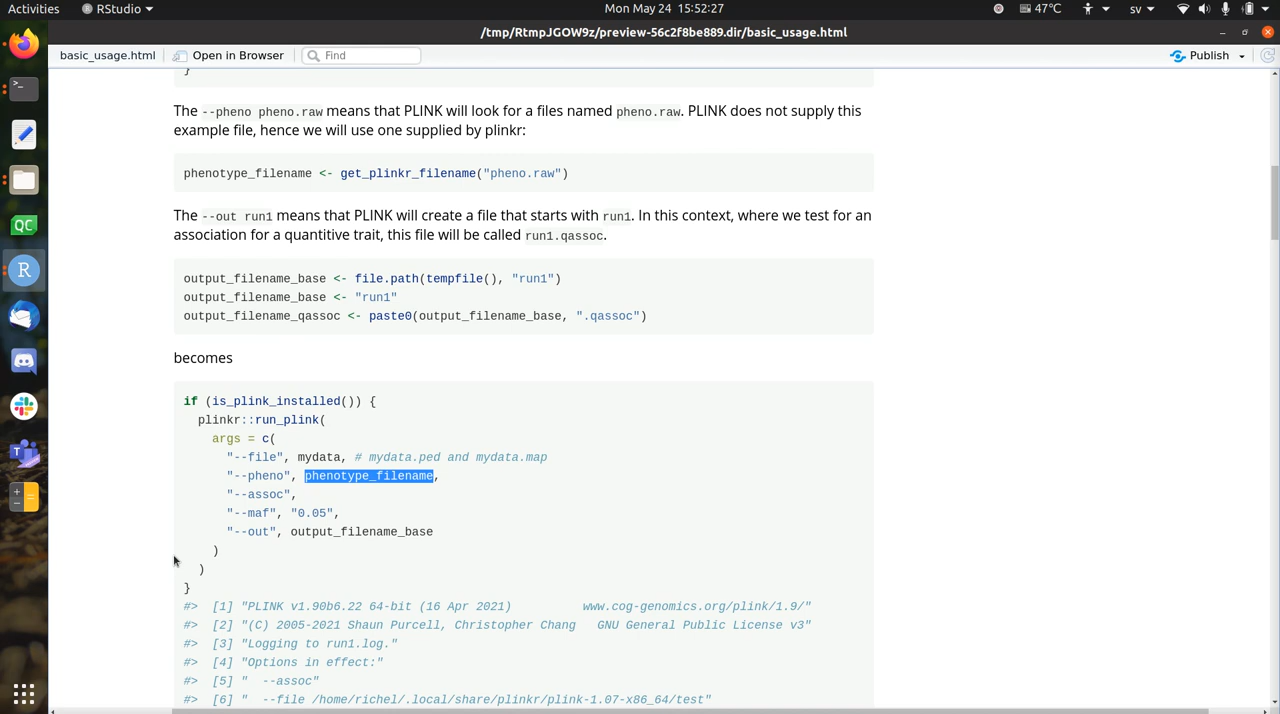 Activities RStudio Mon May 24 15:52:27 47°C sv
/tmp/RtmpJGOW9z/preview-56c2f8be889.dir/basic_usage.html
basic_usage.html Open in Browser Find Publish
}
The --pheno pheno.raw means that PLINK will look for a files named pheno.raw. PLINK does not supply this
example file, hence we will use one supplied by plinkr:
phenotype_filename <- get_plinkr_filename("pheno.raw")
The --out run1 means that PLINK will create a file that starts with run1. In this context, where we test for an
association for a quantitive trait, this file will be called run1.qassoc.
output_filename_base <- file.path(tempfile(), "run1")
output_filename_base <- "run1"
output_filename_qassoc <- paste0(output_filename_base, ".qassoc")
becomes
if (is_plink_installed()) {
plinkr::run_plink(
args = c(
"--file", mydata, # mydata.ped and mydata.map
"--pheno", phenotype_filename,
"--assoc",
"--maf", "0.05",
"--out", output_filename_base
)
)
}
#> [1] "PLINK v1.90b6.22 64-bit (16 Apr 2021) www.cog-genomics.org/plink/1.9/"
#> [2] "(C) 2005-2021 Shaun Purcell, Christopher Chang GNU General Public License v3"
#> [3] "Logging to run1.log."
#> [4] "Options in effect:"
#> [5] " --assoc"
#> [6] " --file /home/richel/.local/share/plinkr/plink-1.07-x86_64/test"
QC
R